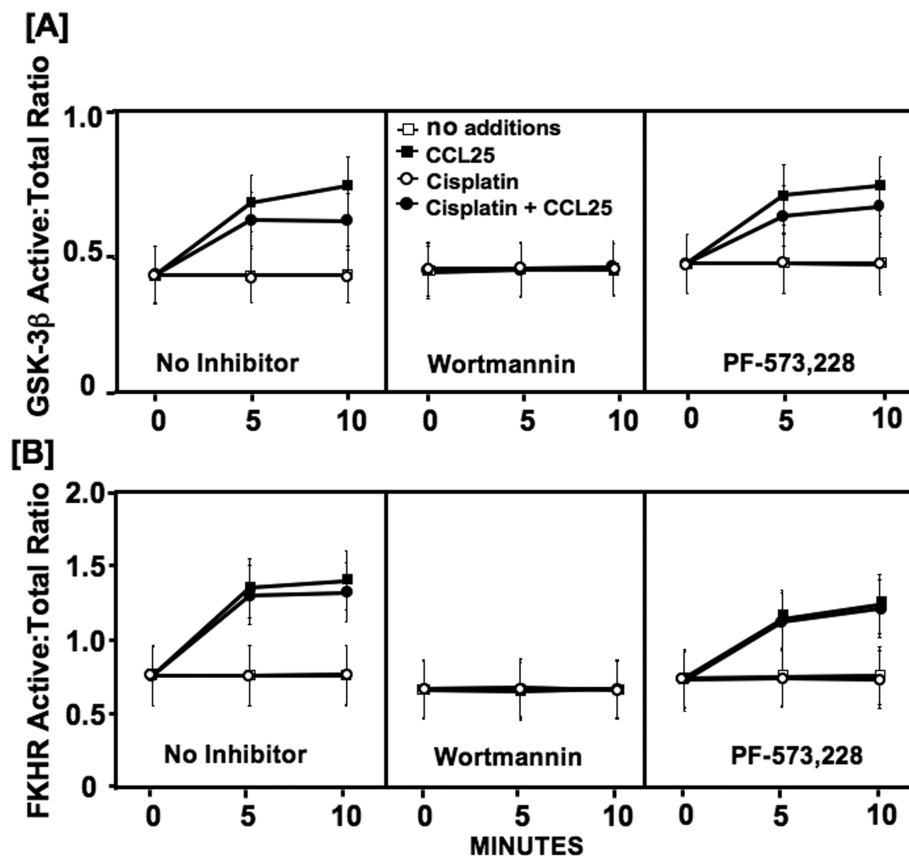 [A]
GSK-3β Active:Total Ratio
1.0
0.5
0
no additions
CCL25
Cisplatin
Cisplatin + CCL25
No Inhibitor
Wortmannin
PF-573,228
0 5 10 0 5 10 0 5 10
[B]
FKHR Active:Total Ratio
2.0
1.5
1.0
0.5
0
No Inhibitor
Wortmannin
PF-573,228
0 5 10 0 5 10 0 5 10
MINUTES